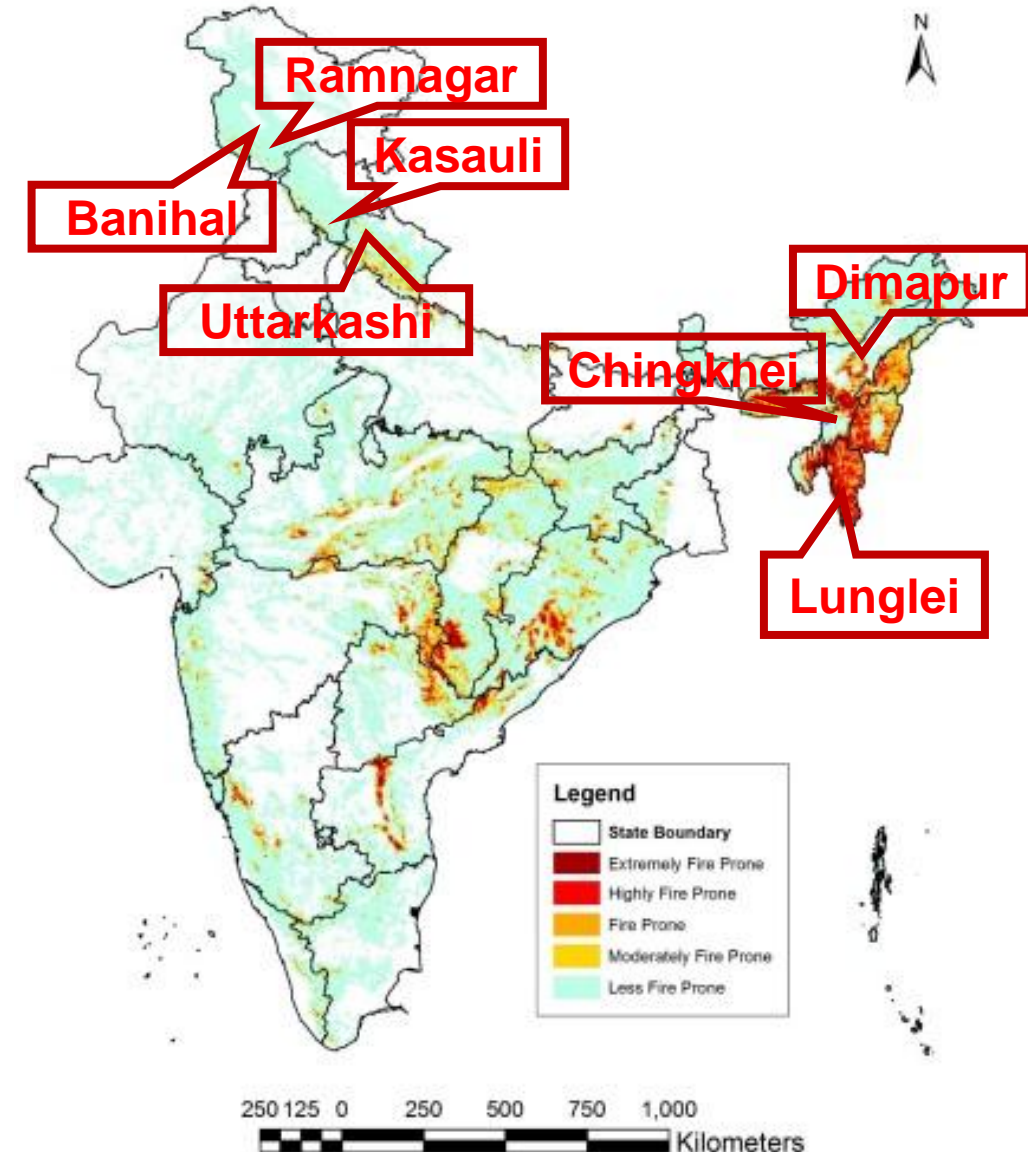 N
Ramnagar
Kasauli
Banihal
Dimapur
Uttarkashi
Chingkhei
Lunglei
Legend
State Boundary
Extremely Fire Prone
Highly Fire Prone
Fire Prone
Moderately Fire Prone
Less Fire Prone
250 125 0 250 500 750 1,000
Kilometers